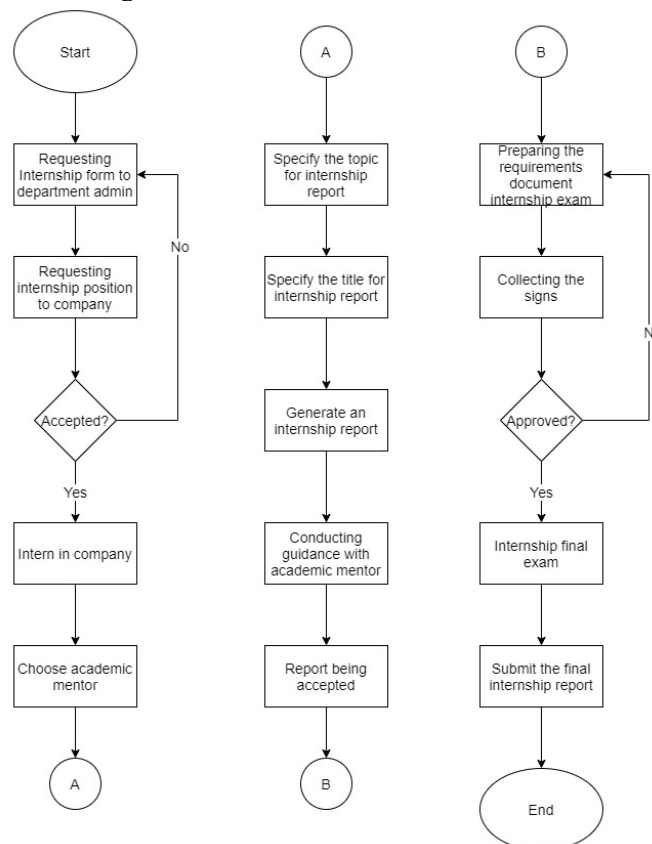 Start
Requesting
Internship form to
department admin
No
Requesting
internship position
to company
Accepted?
Yes
Intern in company
Choose academic
mentor
A
A
Specify the topic
for internship
report
Specify the title for
internship report
Generate an
internship report
Conducting
guidance with
academic mentor
Report being
accepted
B
B
Preparing the
requirements
document
internship exam
Collecting the
signs
N
Approved?
Yes
Internship final
exam
Submit the final
internship report
End